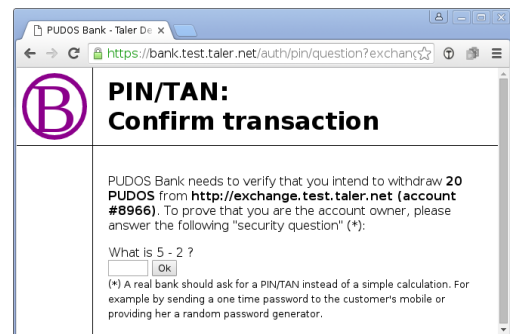 PUDOS Bank - Taler De
https://bank.test.taler.net/auth/pin/question?exchang
B
PIN/TAN:
Confirm transaction
PUDOS Bank needs to verify that you intend to withdraw 20
PUDOS from http://exchange.test.taler.net (account
#8966). To prove that you are the account owner, please
answer the following "security question" (*):
What is 5 - 2 ?
Ok
(*) A real bank should ask for a PIN/TAN instead of a simple calculation. For
example by sending a one time password to the customer's mobile or
providing her a random password generator.